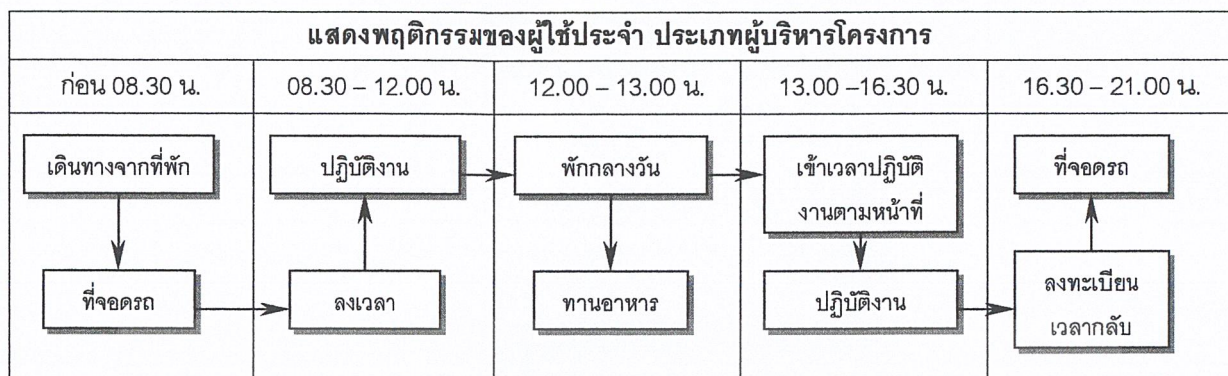 แสดงพฤติกรรมของผู้ใช้ประจำ ประเภทผู้บริหารโครงการ
ก่อน 08.30 น.
08.30 – 12.00 น.
12.00 – 13.00 น.
13.00 –16.30 น.
16.30 – 21.00 น.
เดินทางจากที่พัก
ปฏิบัติงาน
พักกลางวัน
เข้าเวลาปฏิบัติ
งานตามหน้าที่
ที่จอดรถ
ที่จอดรถ
ลงเวลา
ทานอาหาร
ปฏิบัติงาน
ลงทะเบียน
เวลากลับ